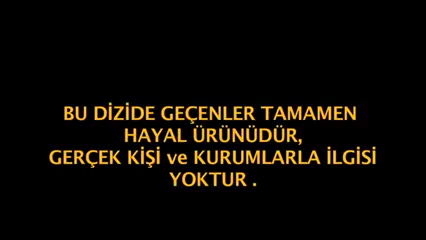 BU DİZİDE GEÇENLER TAMAMEN
HAYAL ÜRÜNÜDÜR,
GERÇEK KİŞİ ve KURUMLARLA İLGİSİ
YOKTUR .